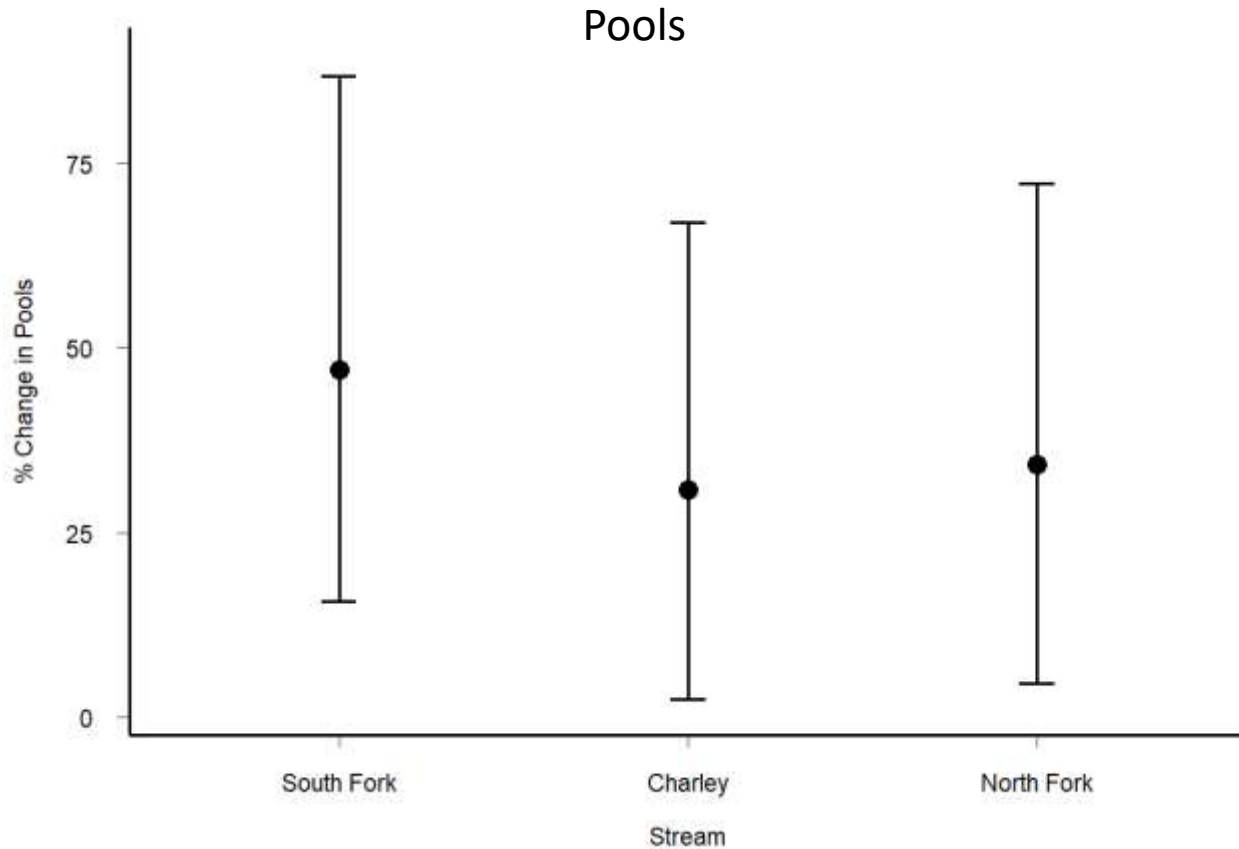 Pools
% Change in Pools
75
50
25
0
South Fork
Charley
North Fork
Stream